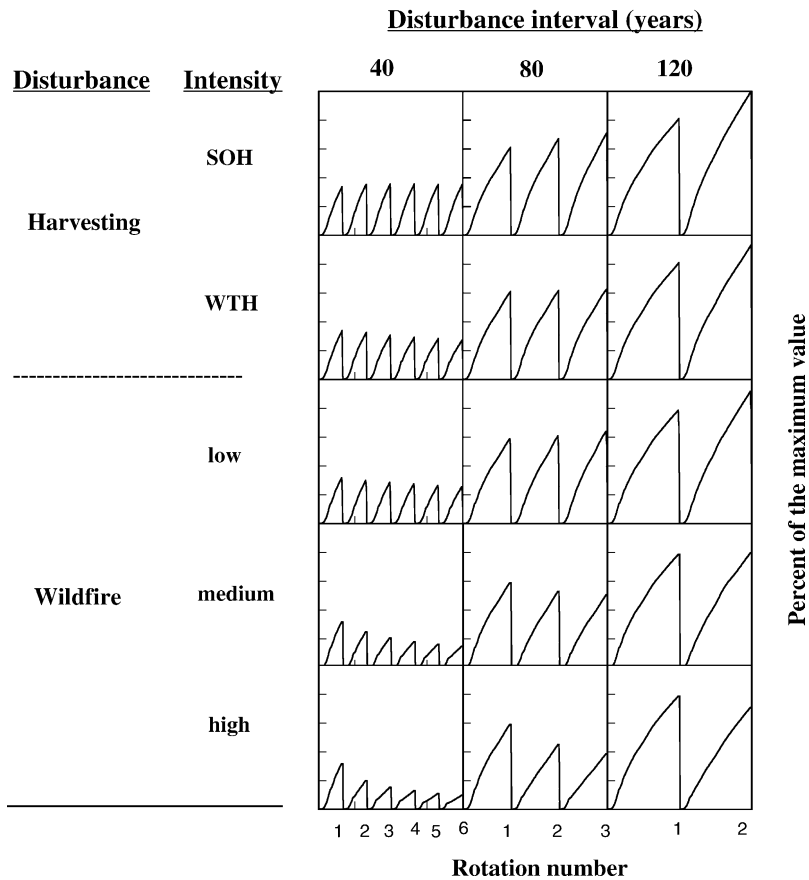 Disturbance interval (years)
Disturbance Intensity 40 80 120
SOH
Harvesting
WTH
low
Wildfire medium
high
1 2 3 4 5 6 1 2 3 1 2
Rotation number
Percent of the maximum value